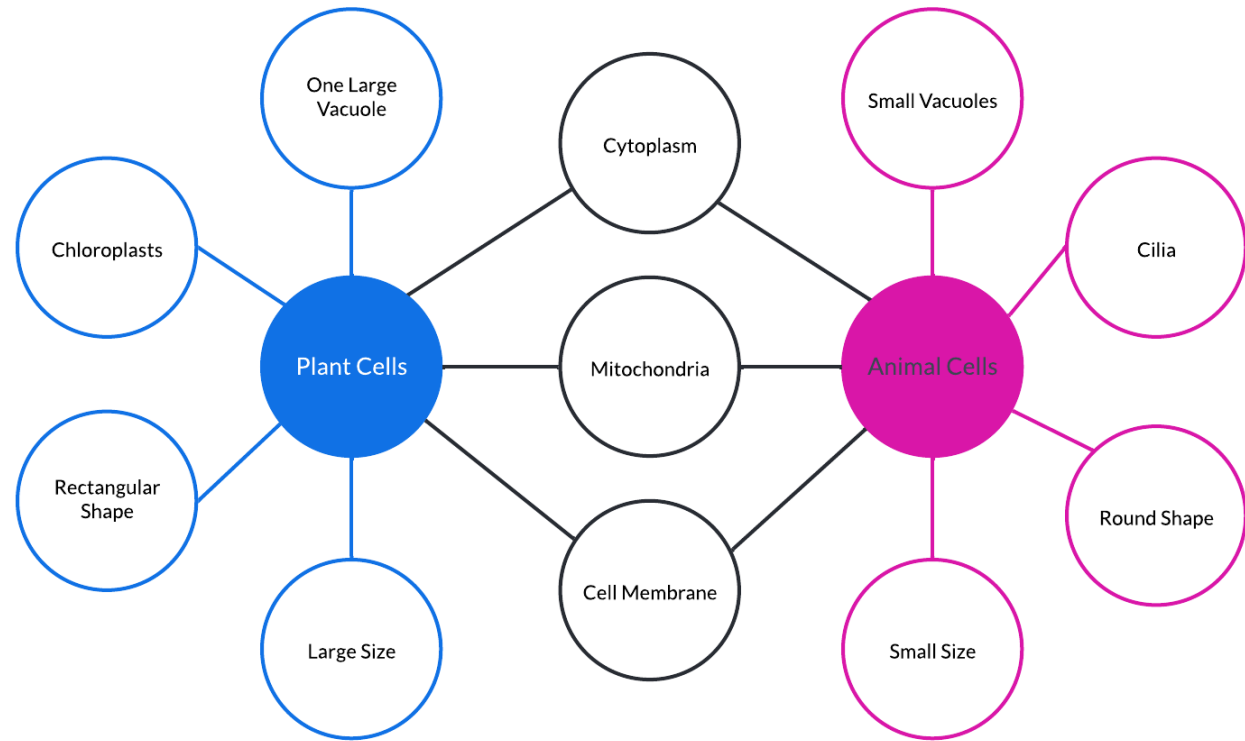 One Large
Vacuole
Small Vacuoles
Cytoplasm
Chloroplasts
Cilia
Plant Cells
Mitochondria
Animal Cells
Rectangular
Shape
Round Shape
Cell Membrane
Large Size
Small Size